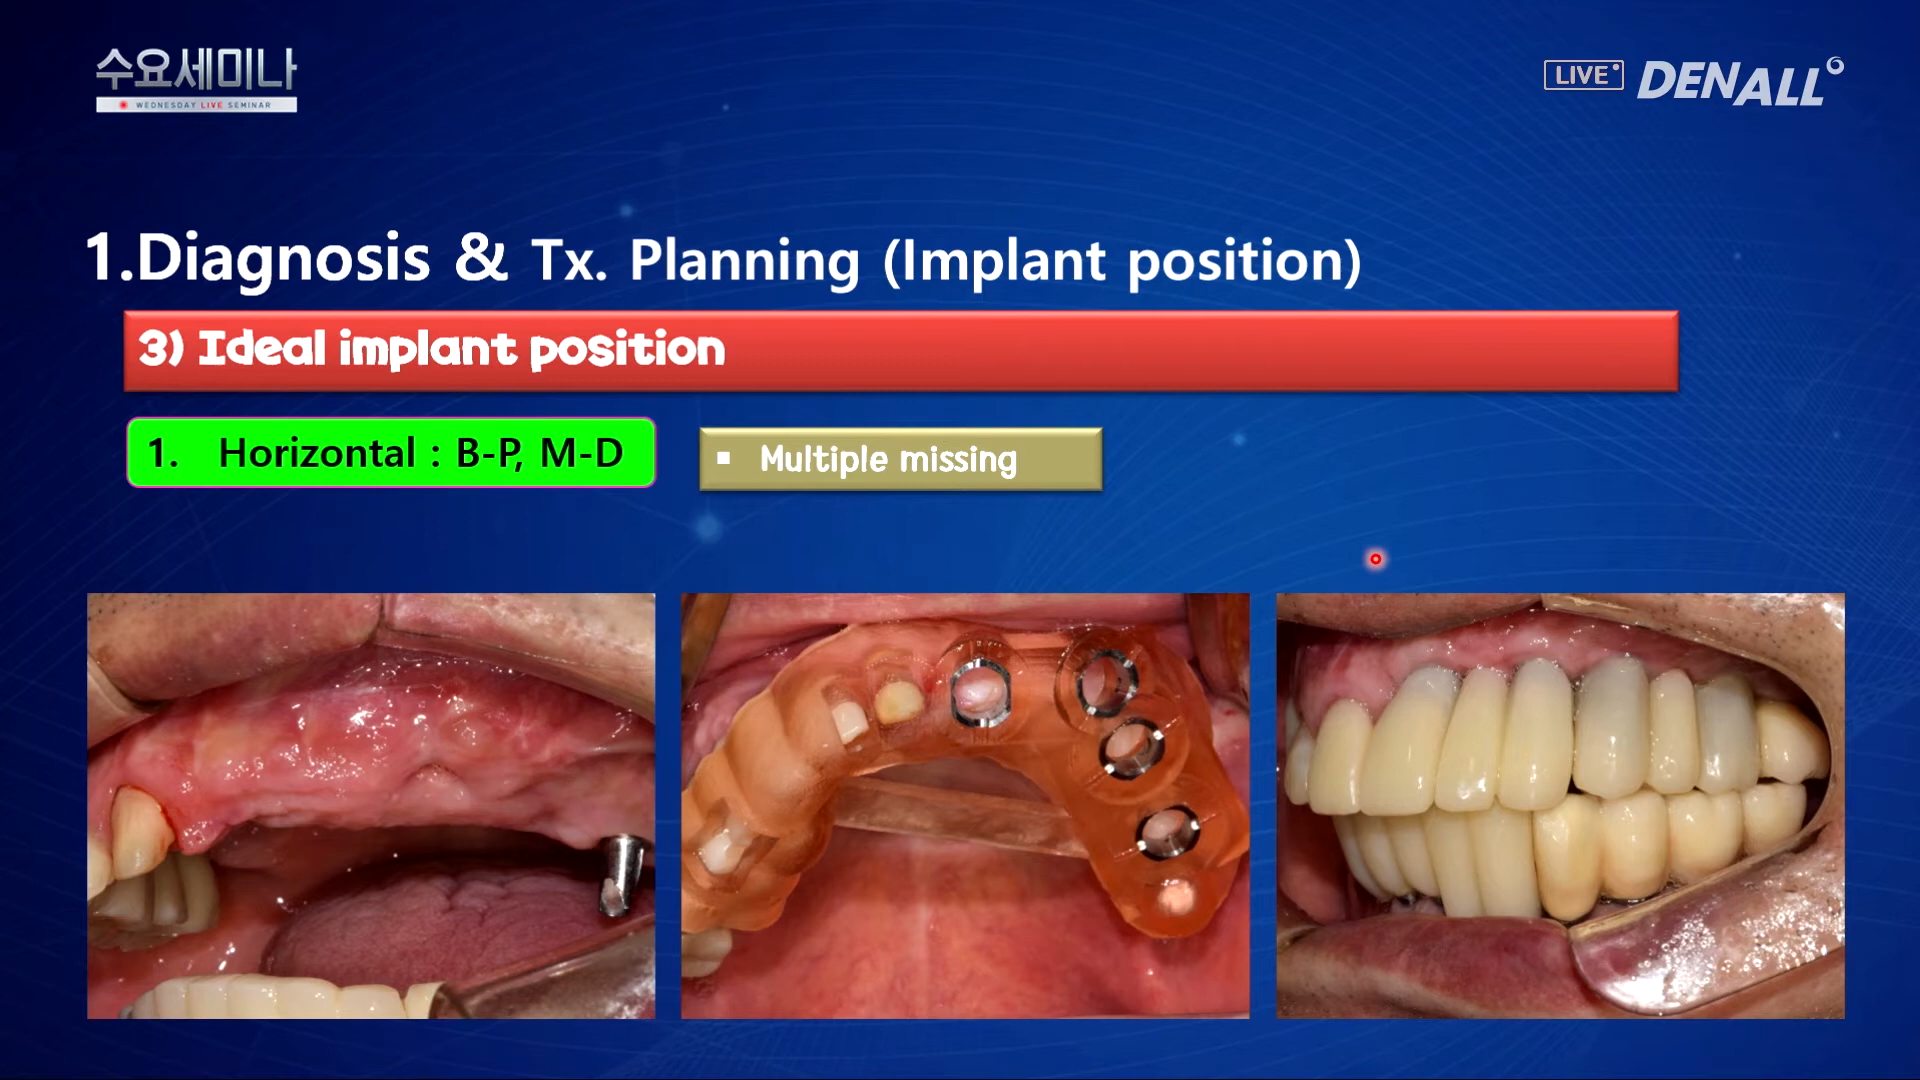 수요세미나
WEDNESDAY LIVE SEMINAR
LIVE DENALL
1.Diagnosis & Tx. Planning (Implant position)
3) Ideal implant position
1. Horizontal : B-P, M-D
▪ Multiple missing